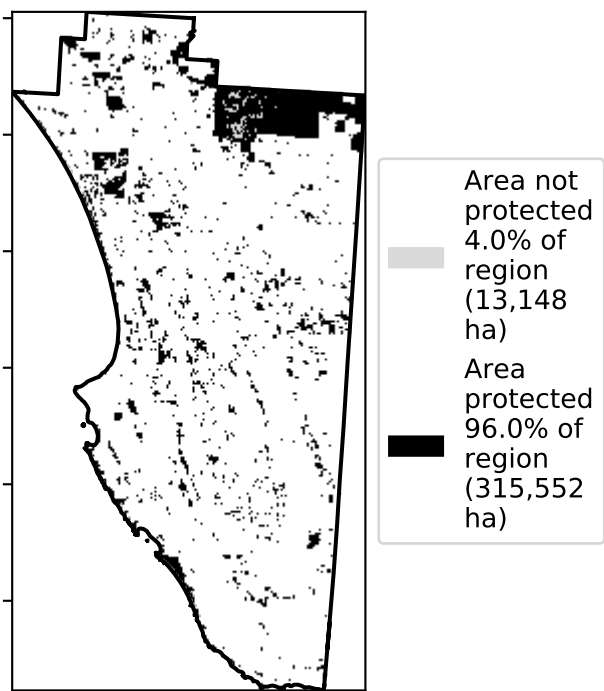 Area not
protected
4.0% of
region
(13,148
ha)
Area
protected
96.0% of
region
(315,552
ha)